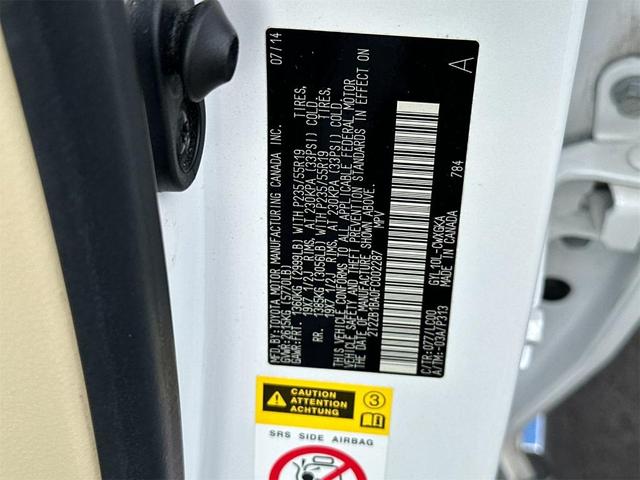 MFD.BY:TOYOTA MOTOR MANUFACTURING CANADA INC. 07/14
GVWR:2615KG(5770LB)
GAWR:FRT. 1360KG(2999LB)WITH P235/55R19 TIRES,
19X7 1/2J RIMS, AT 230KPA(33PSI) COLD.
RR. 1385KG(3056LB)WITH P235/55R19 TIRES,
19X7 1/2J RIMS, AT 230KPA(33PSI) COLD.
THIS VEHICLE CONFORMS TO ALL APPLICABLE FEDERAL MOTOR
VEHICLE SAFETY AND THEFT PREVENTION STANDARDS IN EFFECT ON
THE DATE OF MANUFACTURE SHOWN ABOVE.
2T2ZB1BA0FC002287 MPV
A
C/TR:077/LC00 GYL10L-CWXGKA
A/TM:-03A/P313 MADE IN CANADA 784
CAUTION
ATTENTION
ACHTUNG
3
SRS SIDE AIRBAG